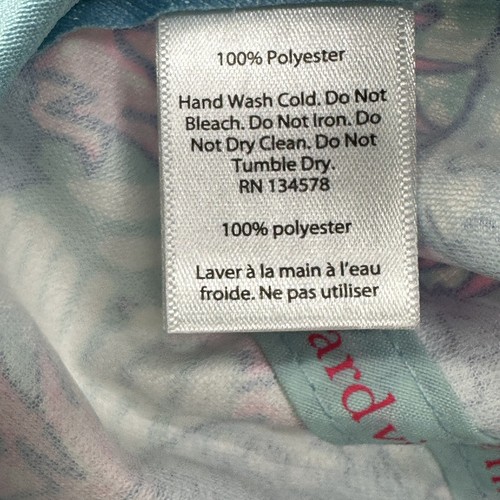 100% Polyester
Hand Wash Cold. Do Not
Bleach. Do Not Iron. Do
Not Dry Clean. Do Not
Tumble Dry.
RN 134578
100% polyester
Laver à la main à l'eau
froide. Ne pas utiliser
ard